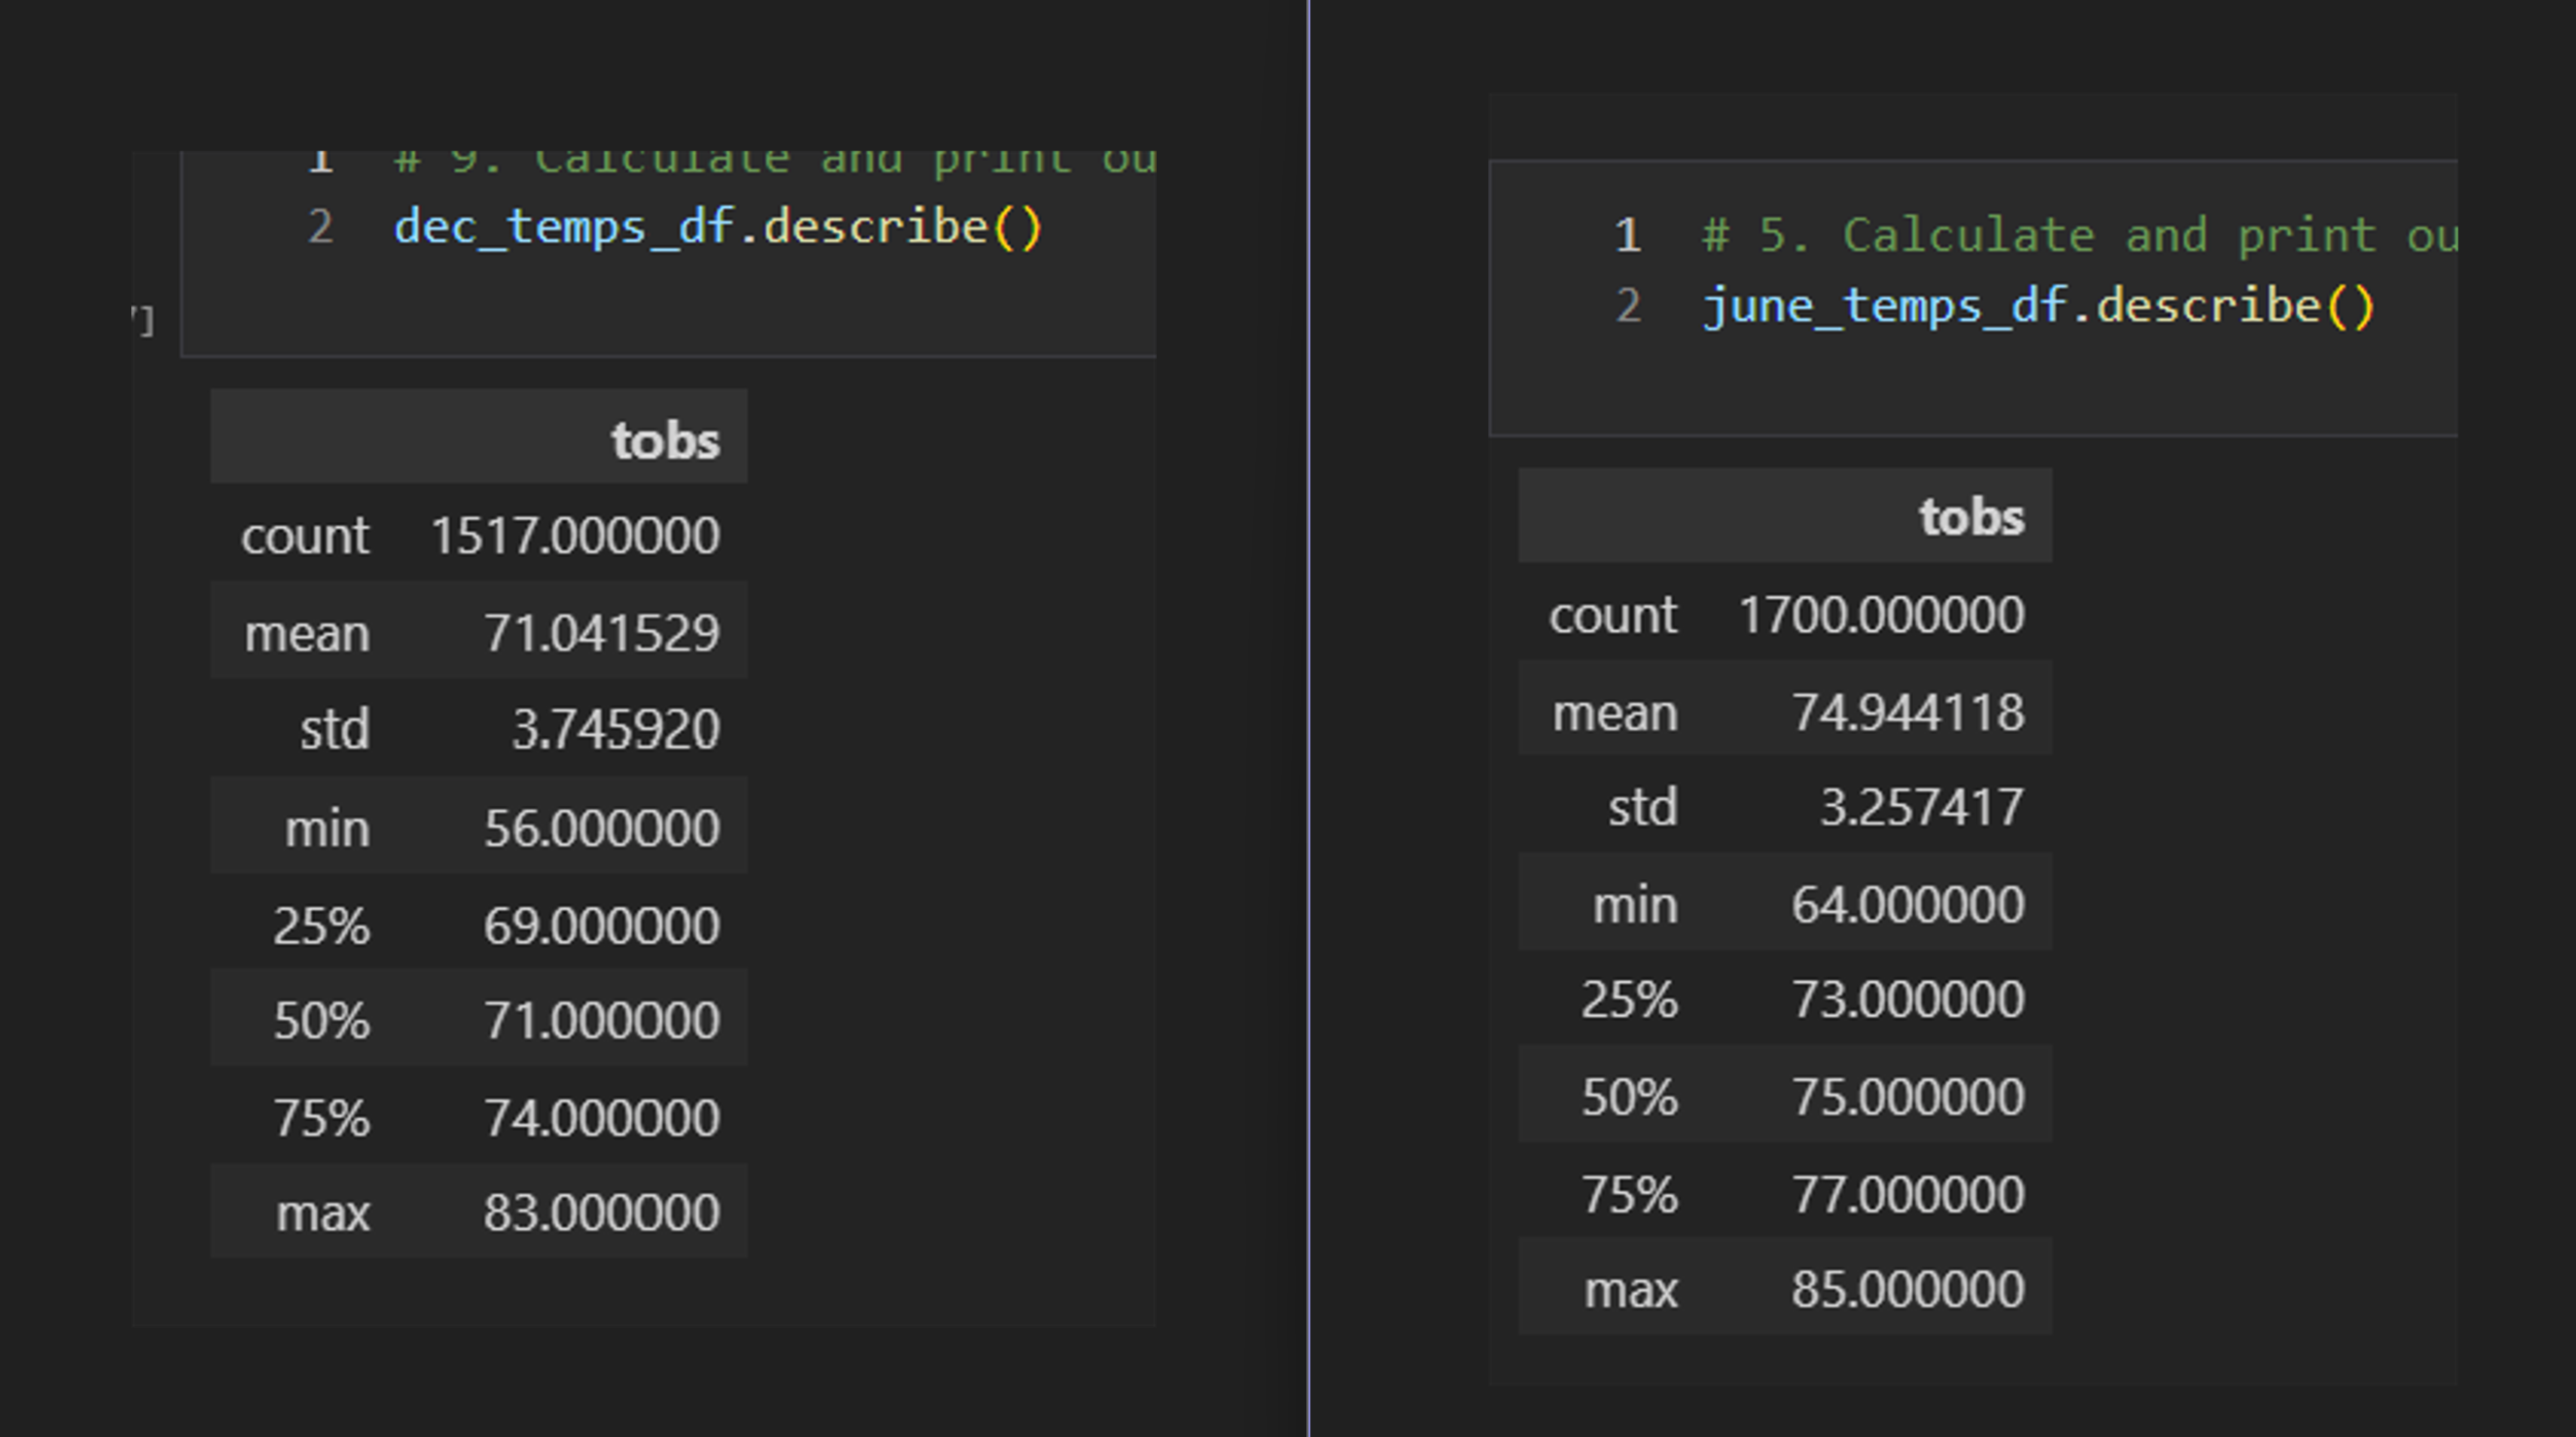 1 # 9. Calculate and print ou
2 dec_temps_df.describe()
]
tobs
count 1517.000000
mean 71.041529
std 3.745920
min 56.000000
25% 69.000000
50% 71.000000
75% 74.000000
max 83.000000
1 # 5. Calculate and print ou
2 june_temps_df.describe()
tobs
count 1700.000000
mean 74.944118
std 3.257417
min 64.000000
25% 73.000000
50% 75.000000
75% 77.000000
max 85.000000